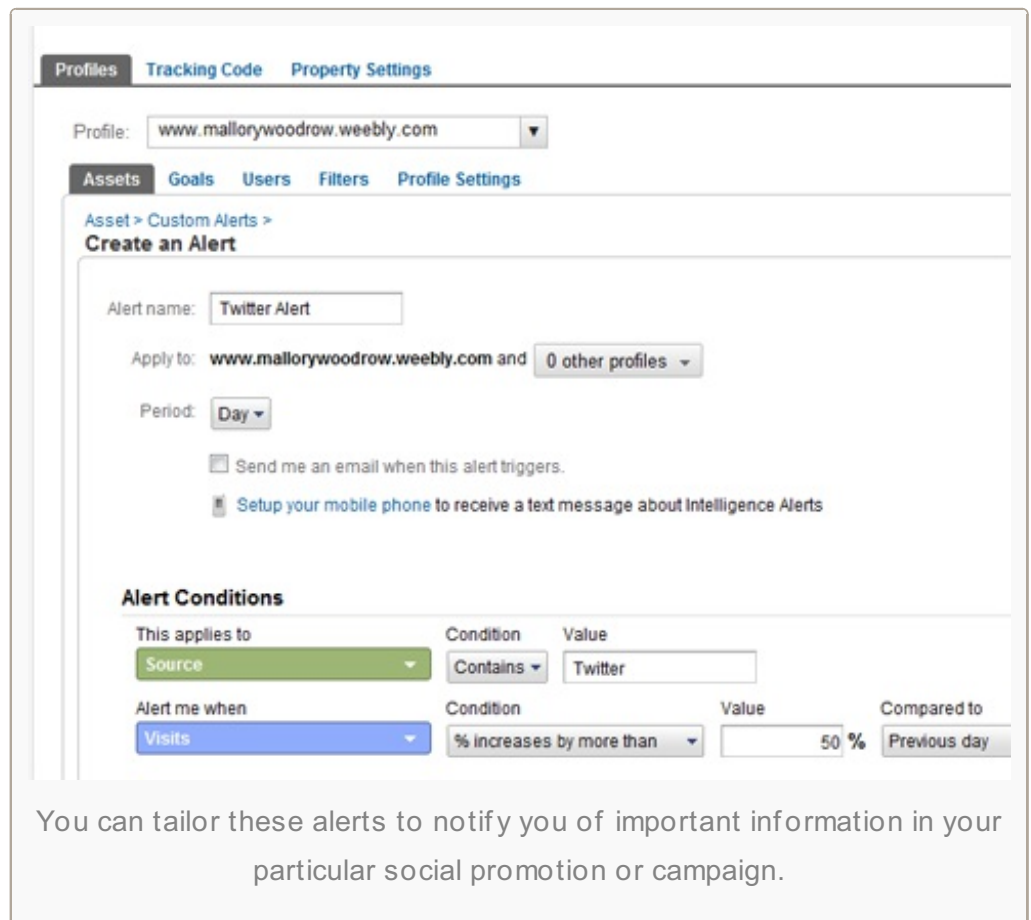 Profiles Tracking Code Property Settings
Profile: www.mallorywoodrow.weebly.com
Assets Goals Users Filters Profile Settings
Asset > Custom Alerts >
Create an Alert
Alert name: Twitter Alert
Apply to: www.mallorywoodrow.weebly.com and 0 other profiles
Period: Day
Send me an email when this alert triggers.
Setup your mobile phone to receive a text message about Intelligence Alerts
Alert Conditions
This applies to Condition Value
Source Contains Twitter
Alert me when Condition Value Compared to
Visits % increases by more than 50 % Previous day
You can tailor these alerts to notify you of important information in your
particular social promotion or campaign.